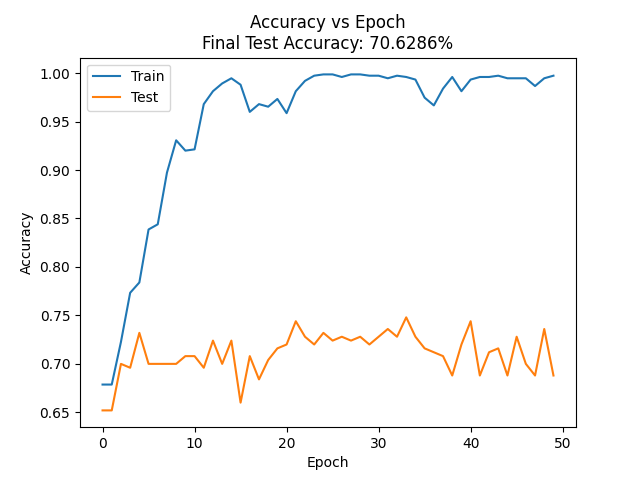 Accuracy vs Epoch
Final Test Accuracy: 70.6286%
Train
Test
1.00
0.95
0.90
0.85
0.80
0.75
0.70
0.65
Accuracy
0 10 20 30 40 50
Epoch